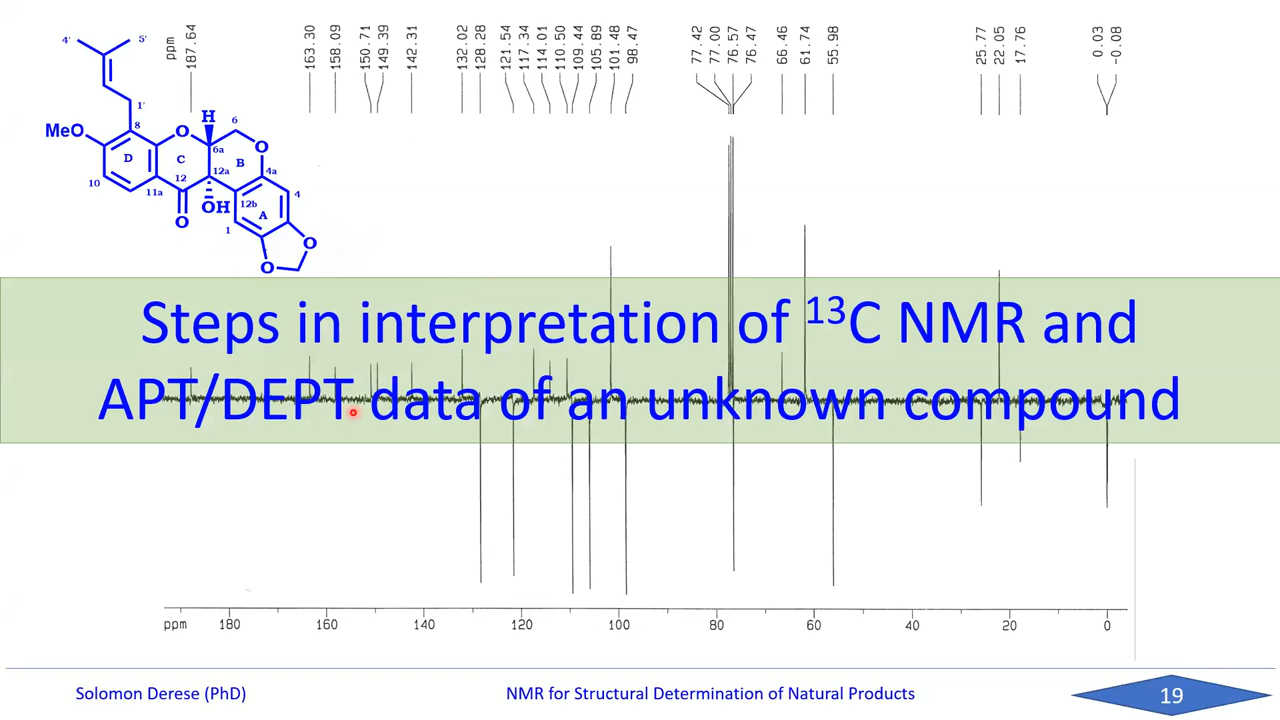 ppm
187.64
163.30
158.09
150.71
149.39
142.31
132.02
128.28
121.54
117.34
114.01
110.50
109.44
105.89
101.48
98.47
77.42
77.00
76.57
76.47
66.46
61.74
55.98
25.77
22.05
17.76
0.03
-0.08
4' 5'
1'
MeO 8 O H 6
D C 6a B O
10 12 12a 4a
11a OH 12b A 4
O 1 O
O
Steps in interpretation of ¹³C NMR and
APT/DEPT data of an unknown compound
ppm 180 160 140 120 100 80 60 40 20 0
Solomon Derese (PhD) NMR for Structural Determination of Natural Products 19